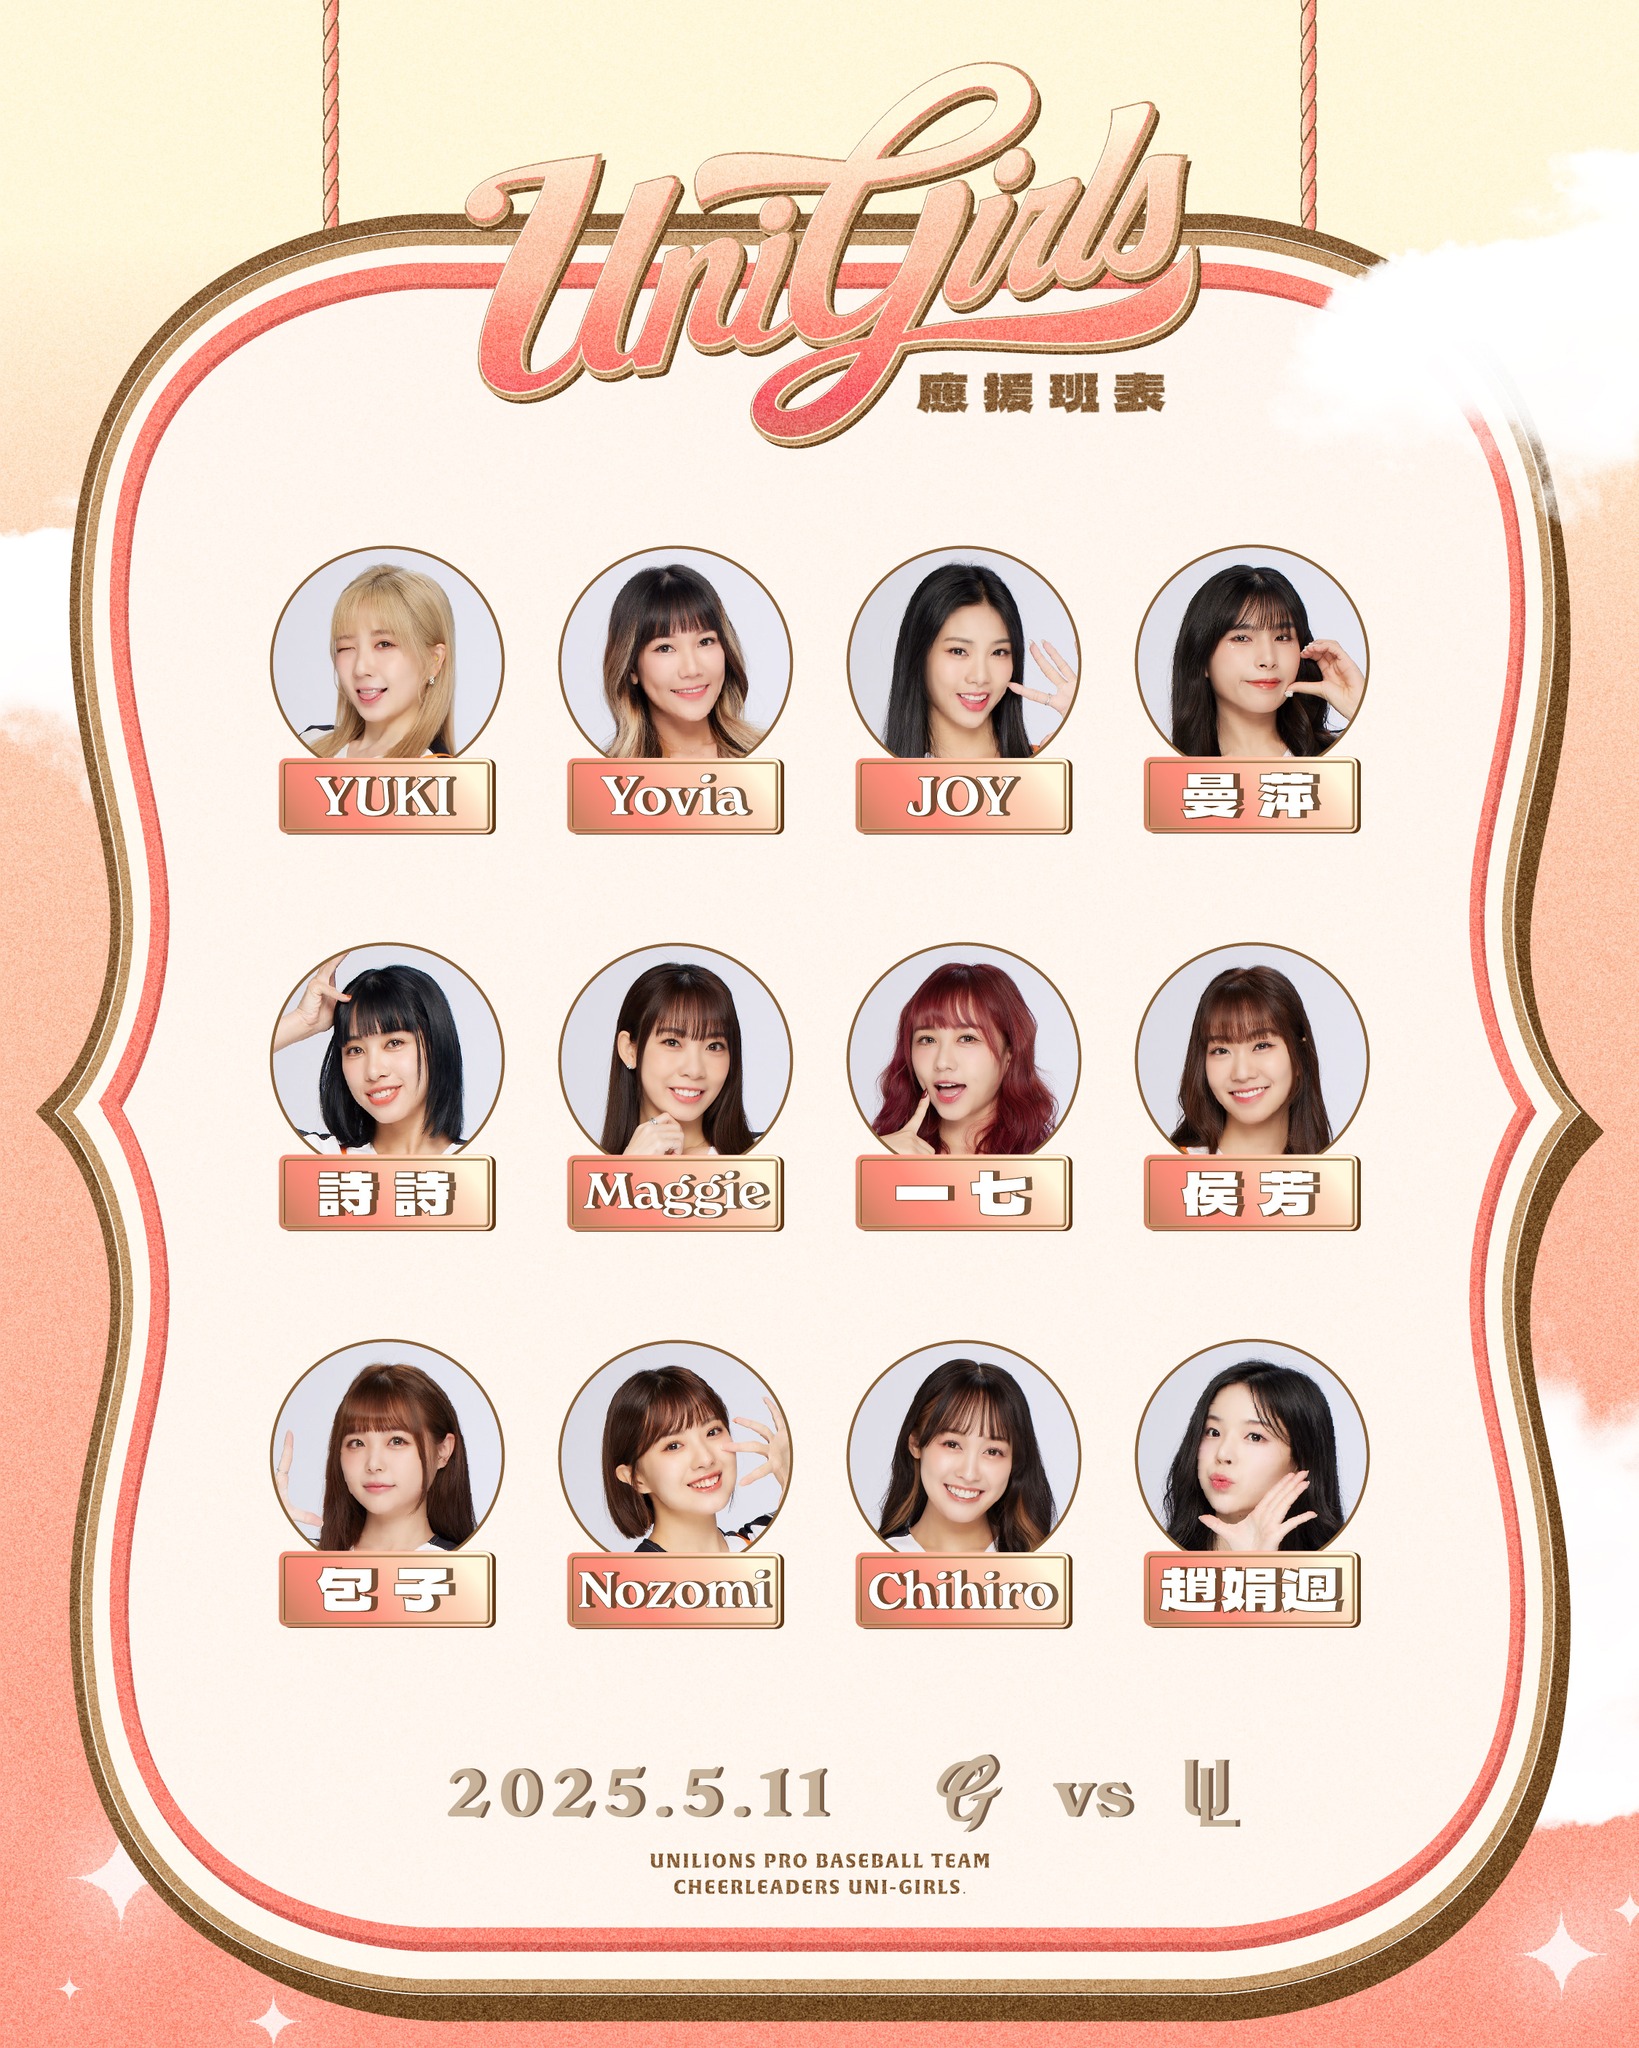 UniGirls
應援班表
YUKI
Yovia
JOY
曼萍
詩詩
Maggie
一七
侯芳
包子
Nozomi
Chihiro
趙娟週
2025.5.11 G vs UL
UNILIONS PRO BASEBALL TEAM
CHEERLEADERS UNI-GIRLS.